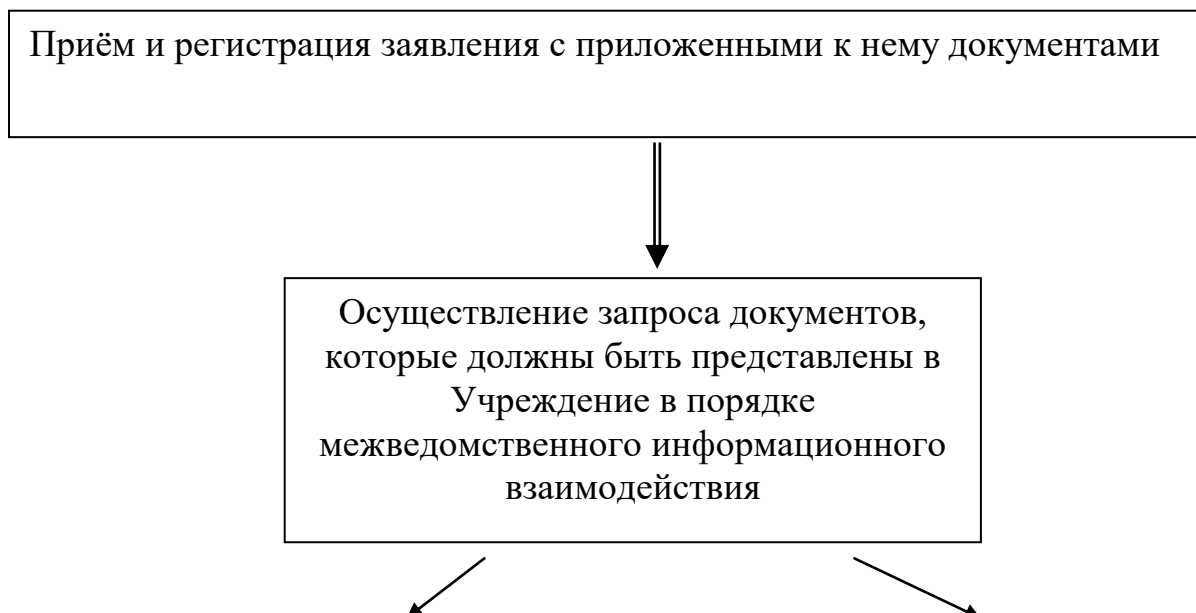 Приём и регистрация заявления с приложенными к нему документами
Осуществление запроса документов,
которые должны быть представлены в
Учреждение в порядке
межведомственного информационного
взаимодействия